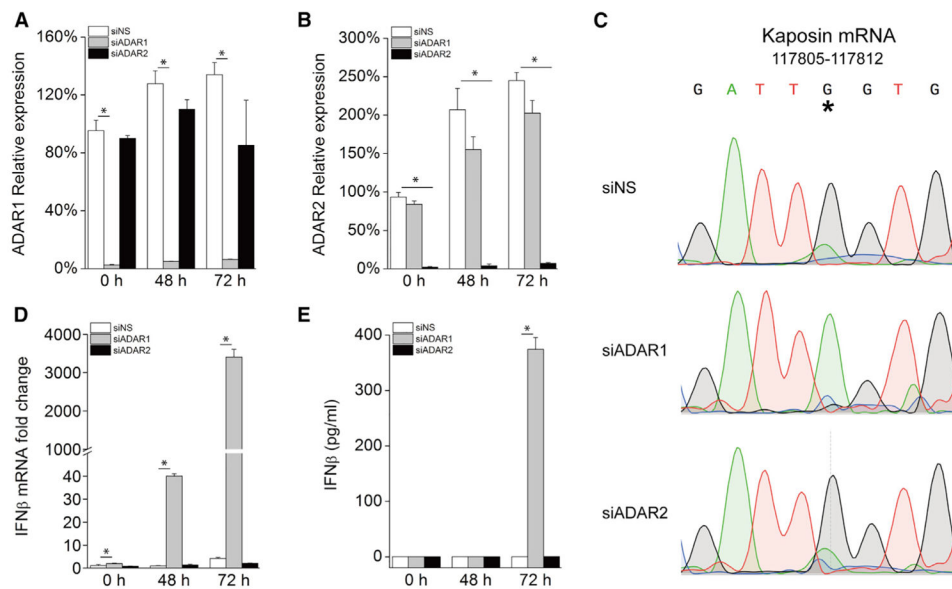 A
siNS
siADAR1
siADAR2
ADAR1 Relative expression
160%
120%
80%
40%
0%
*
*
*
0 h 48 h 72 h
B
siNS
siADAR1
siADAR2
ADAR2 Relative expression
300%
250%
200%
150%
100%
50%
0%
*
*
*
0 h 48 h 72 h
C
Kaposin mRNA
117805-117812
G A T T G G T G
*
siNS
siADAR1
siADAR2
D
siNS
siADAR1
siADAR2
IFNβ mRNA fold change
4000
3000
2000
1000
40
30
20
10
0
*
*
*
0 h 48 h 72 h
E
siNS
siADAR1
siADAR2
IFNβ (pg/ml)
400
300
200
100
0
*
0 h 48 h 72 h